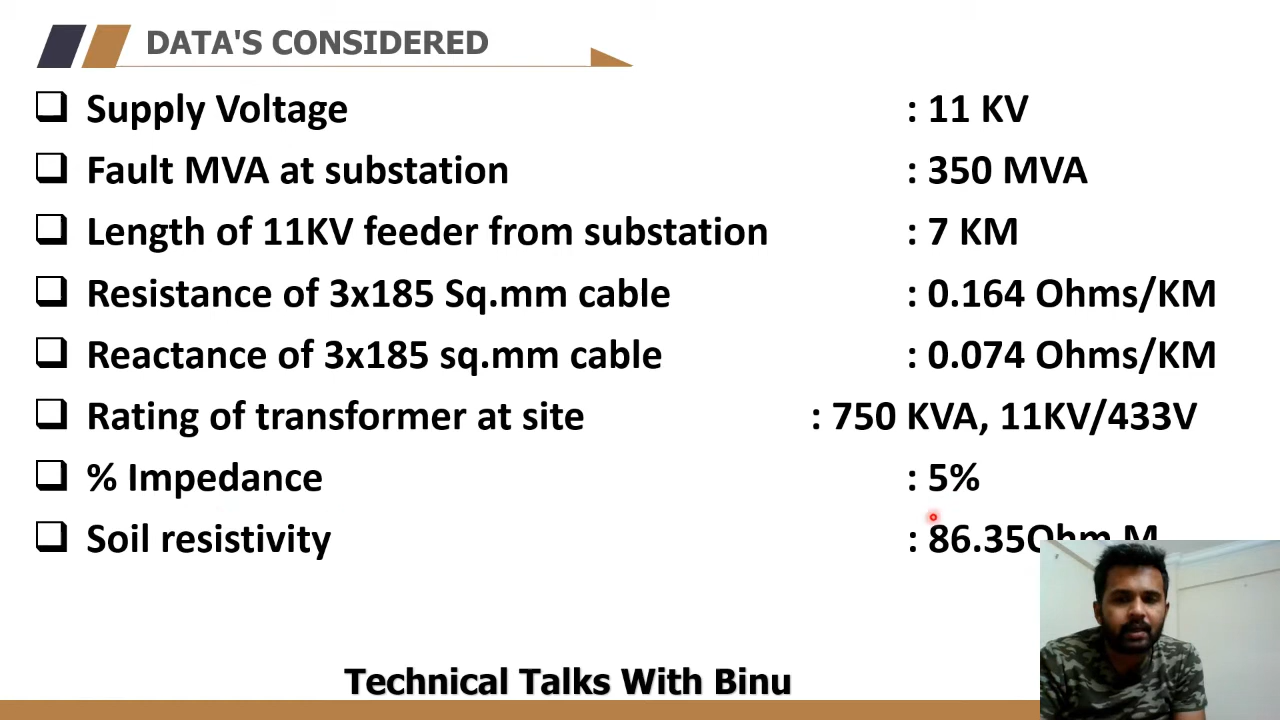 DATA'S CONSIDERED
Supply Voltage : 11 KV
Fault MVA at substation : 350 MVA
Length of 11KV feeder from substation : 7 KM
Resistance of 3x185 Sq.mm cable : 0.164 Ohms/KM
Reactance of 3x185 sq.mm cable : 0.074 Ohms/KM
Rating of transformer at site : 750 KVA, 11KV/433V
% Impedance : 5%
Soil resistivity : 86.35Ohm M
Technical Talks With Binu